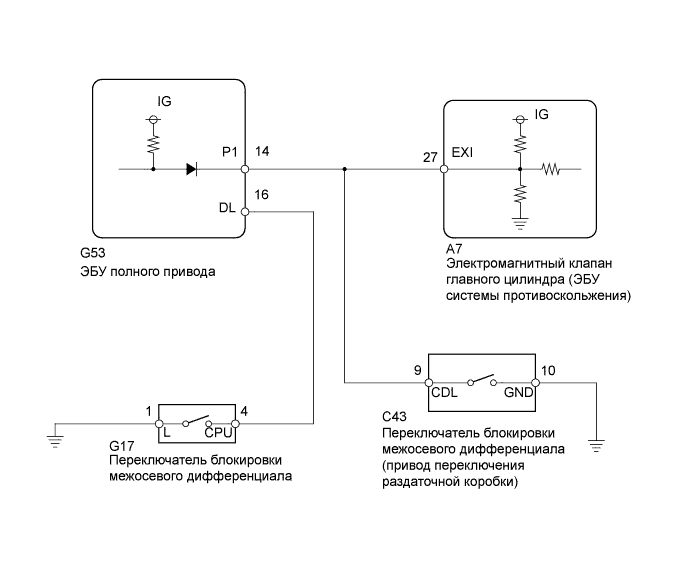 IG
P1
14
16
DL
G53
ЭБУ полного привода
IG
27
EXI
A7
Электромагнитный клапан
главного цилиндра (ЭБУ
системы противоскольжения)
1
4
L
CPU
G17
Переключатель блокировки
межосевого дифференциала
9
10
CDL
GND
C43
Переключатель блокировки
межосевого дифференциала
(привод переключения
раздаточной коробки)